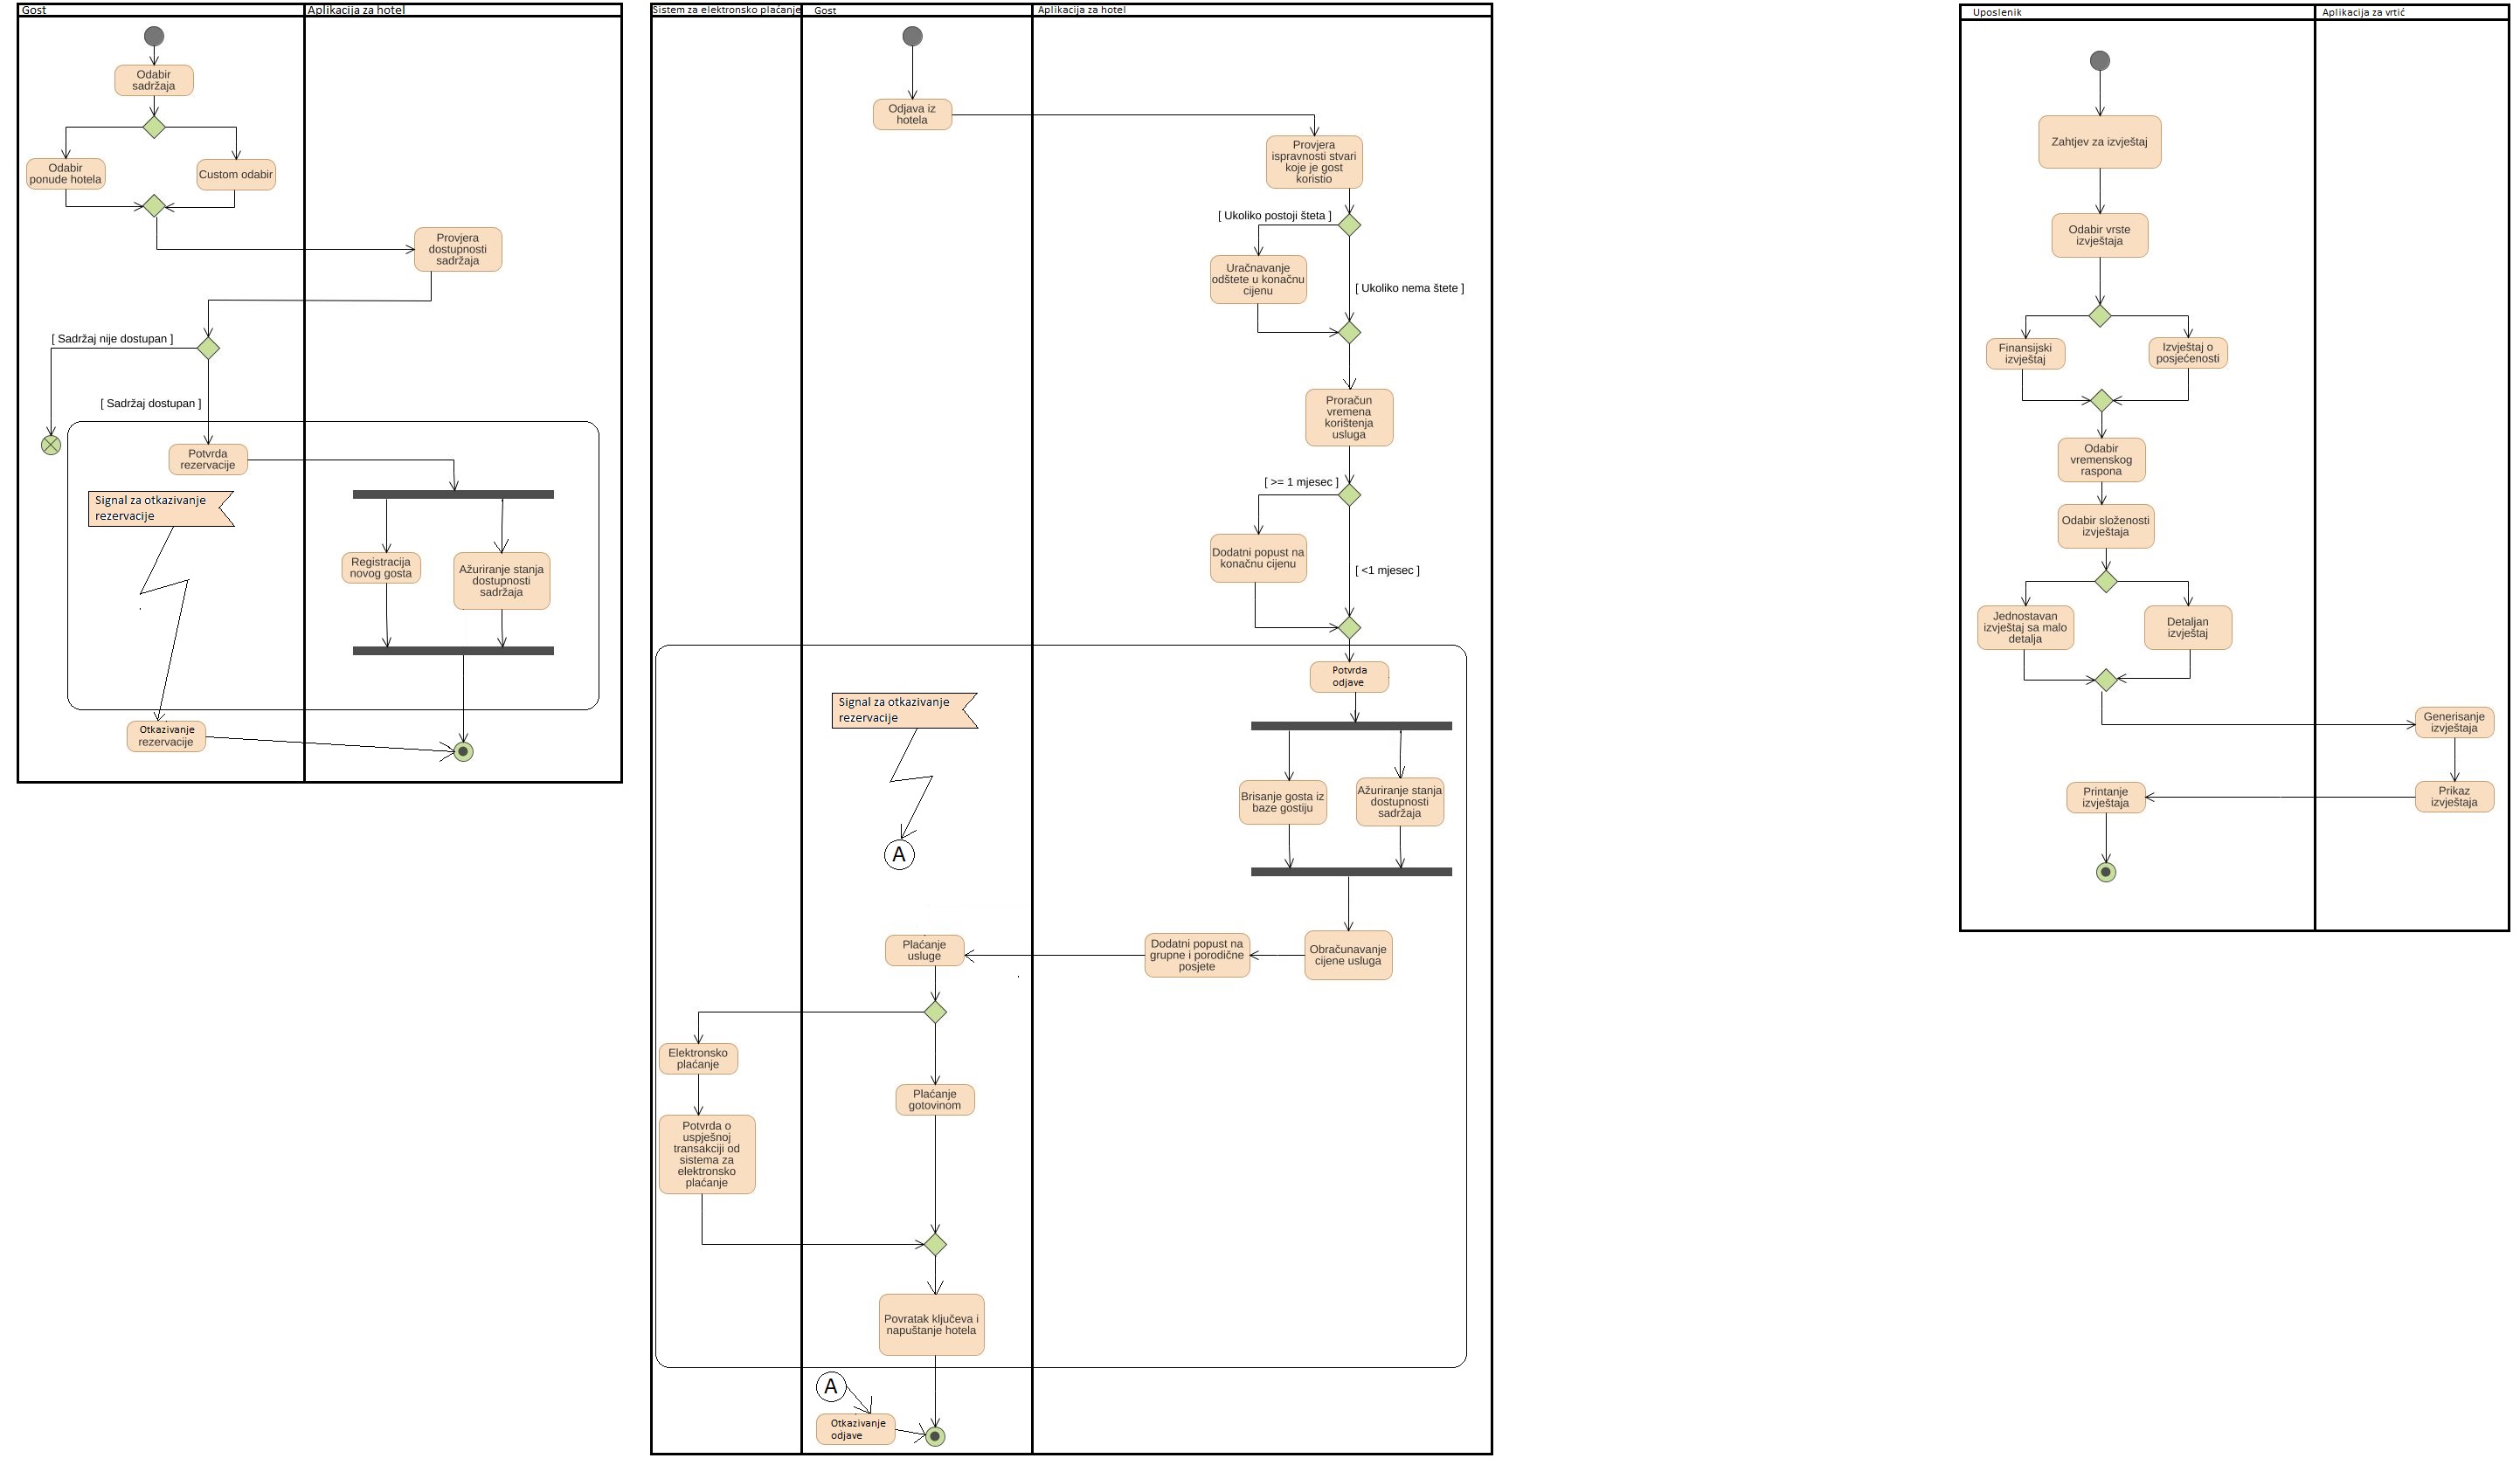 Gost
Aplikacija za hotel
Odabir
sadržaja
Odabir
ponude hotela
Custom odabir
Provjera
dostupnosti
sadržaja
[ Sadržaj nije dostupan ]
[ Sadržaj dostupan ]
Potvrda
rezervacije
Signal za otkazivanje
rezervacije
Registracija
novog gosta
Ažuriranje stanja
dostupnosti
sadržaja
Otkazivanje
rezervacije
Sistem za elektronsko plaćanje
Gost
Aplikacija za hotel
Odjava iz
hotela
Provjera
ispravnosti stvari
koje je gost
koristio
[ Ukoliko postoji šteta ]
Uračnavanje
odštete u konačnu
cijenu
[ Ukoliko nema štete ]
Proračun
vremena
korištenja
usluga
[ >= 1 mjesec ]
Dodatni popust na
konačnu cijenu
[ <1 mjesec ]
Potvrda
odjave
Signal za otkazivanje
rezervacije
A
Brisanje gosta iz
baze gostiju
Ažuriranje stanja
dostupnosti
sadržaja
Plaćanje
usluge
Dodatni popust na
grupne i porodične
posjete
Obračunavanje
cijene usluga
Elektronsko
plaćanje
Plaćanje
gotovinom
Potvrda o
uspješnoj
transakciji od
sistema za
elektronsko
plaćanje
Povratak ključeva i
napuštanje hotela
A
Otkazivanje
odjave
Uposlenik
Aplikacija za vrtić
Zahtjev za izvještaj
Odabir vrste
izvještaja
Finansijski
izvještaj
Izvještaj o
posjećenosti
Odabir
vremenskog
raspona
Odabir složenosti
izvještaja
Jednostavan
izvještaj sa malo
detalja
Detaljan
izvještaj
Generisanje
izvještaja
Printanje
izvještaja
Prikaz
izvještaja